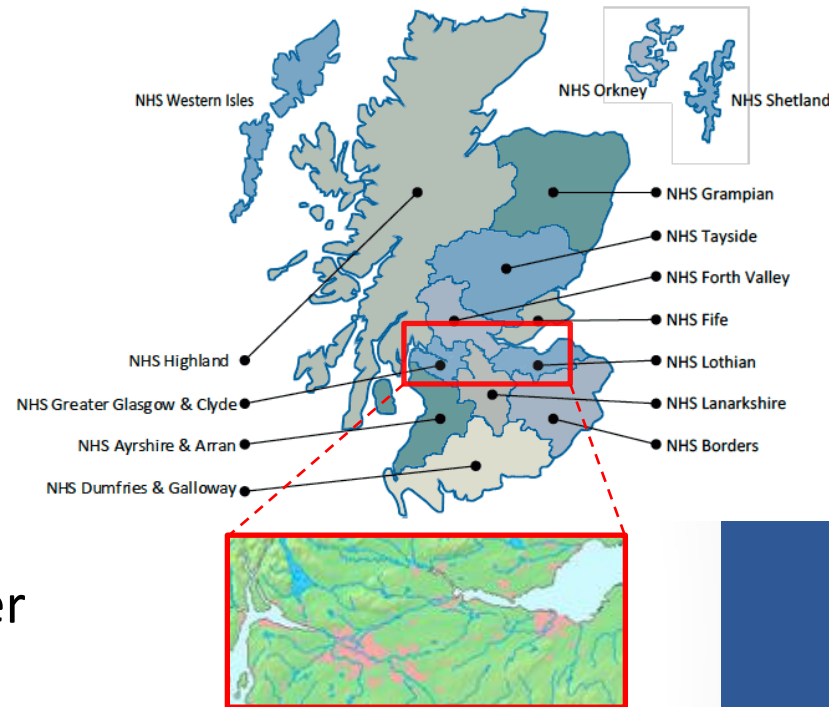 NHS Western Isles
NHS Orkney
NHS Shetland
NHS Grampian
NHS Tayside
NHS Forth Valley
NHS Fife
NHS Highland
NHS Lothian
NHS Greater Glasgow & Clyde
NHS Lanarkshire
NHS Ayrshire & Arran
NHS Borders
NHS Dumfries & Galloway
er